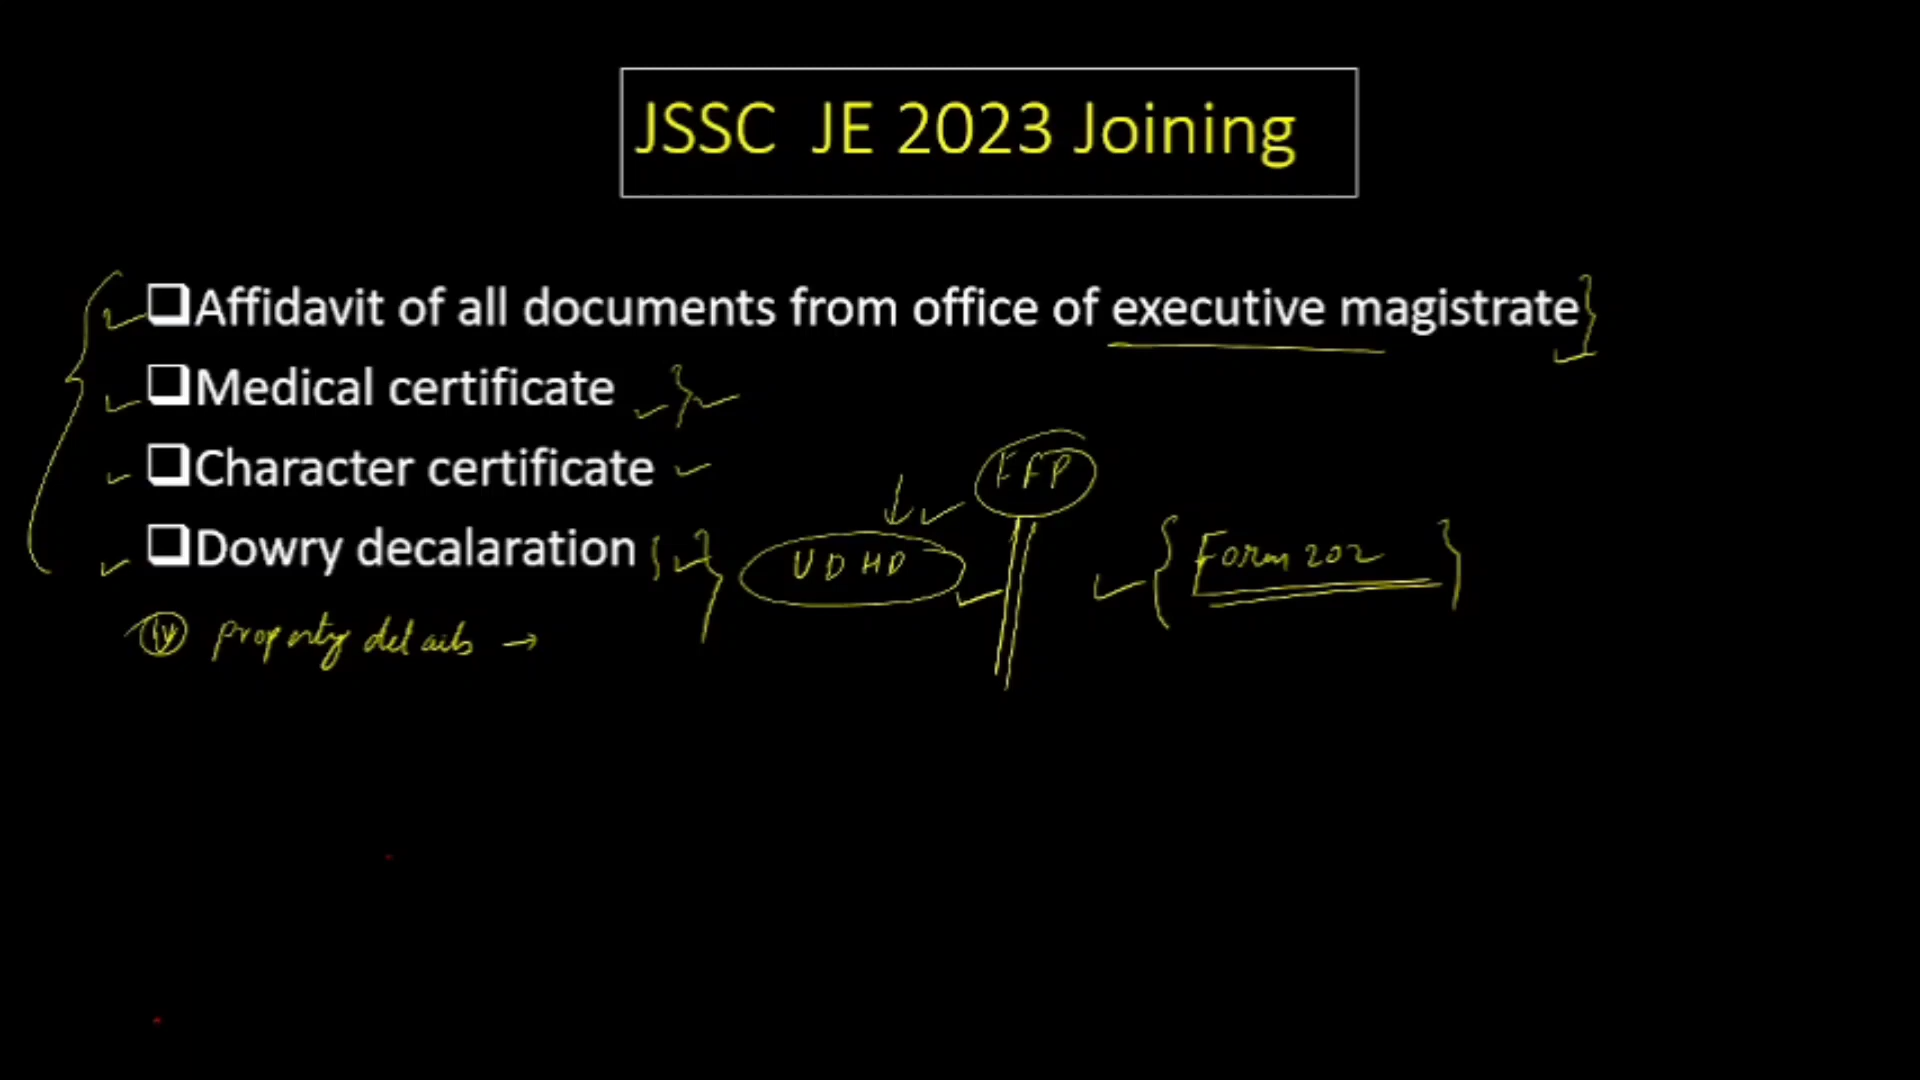 JSSC JE 2023 Joining
Affidavit of all documents from office of executive magistrate
Medical certificate
Character certificate
Dowry decalaration
UDHD
Form 202
(iv) property details →